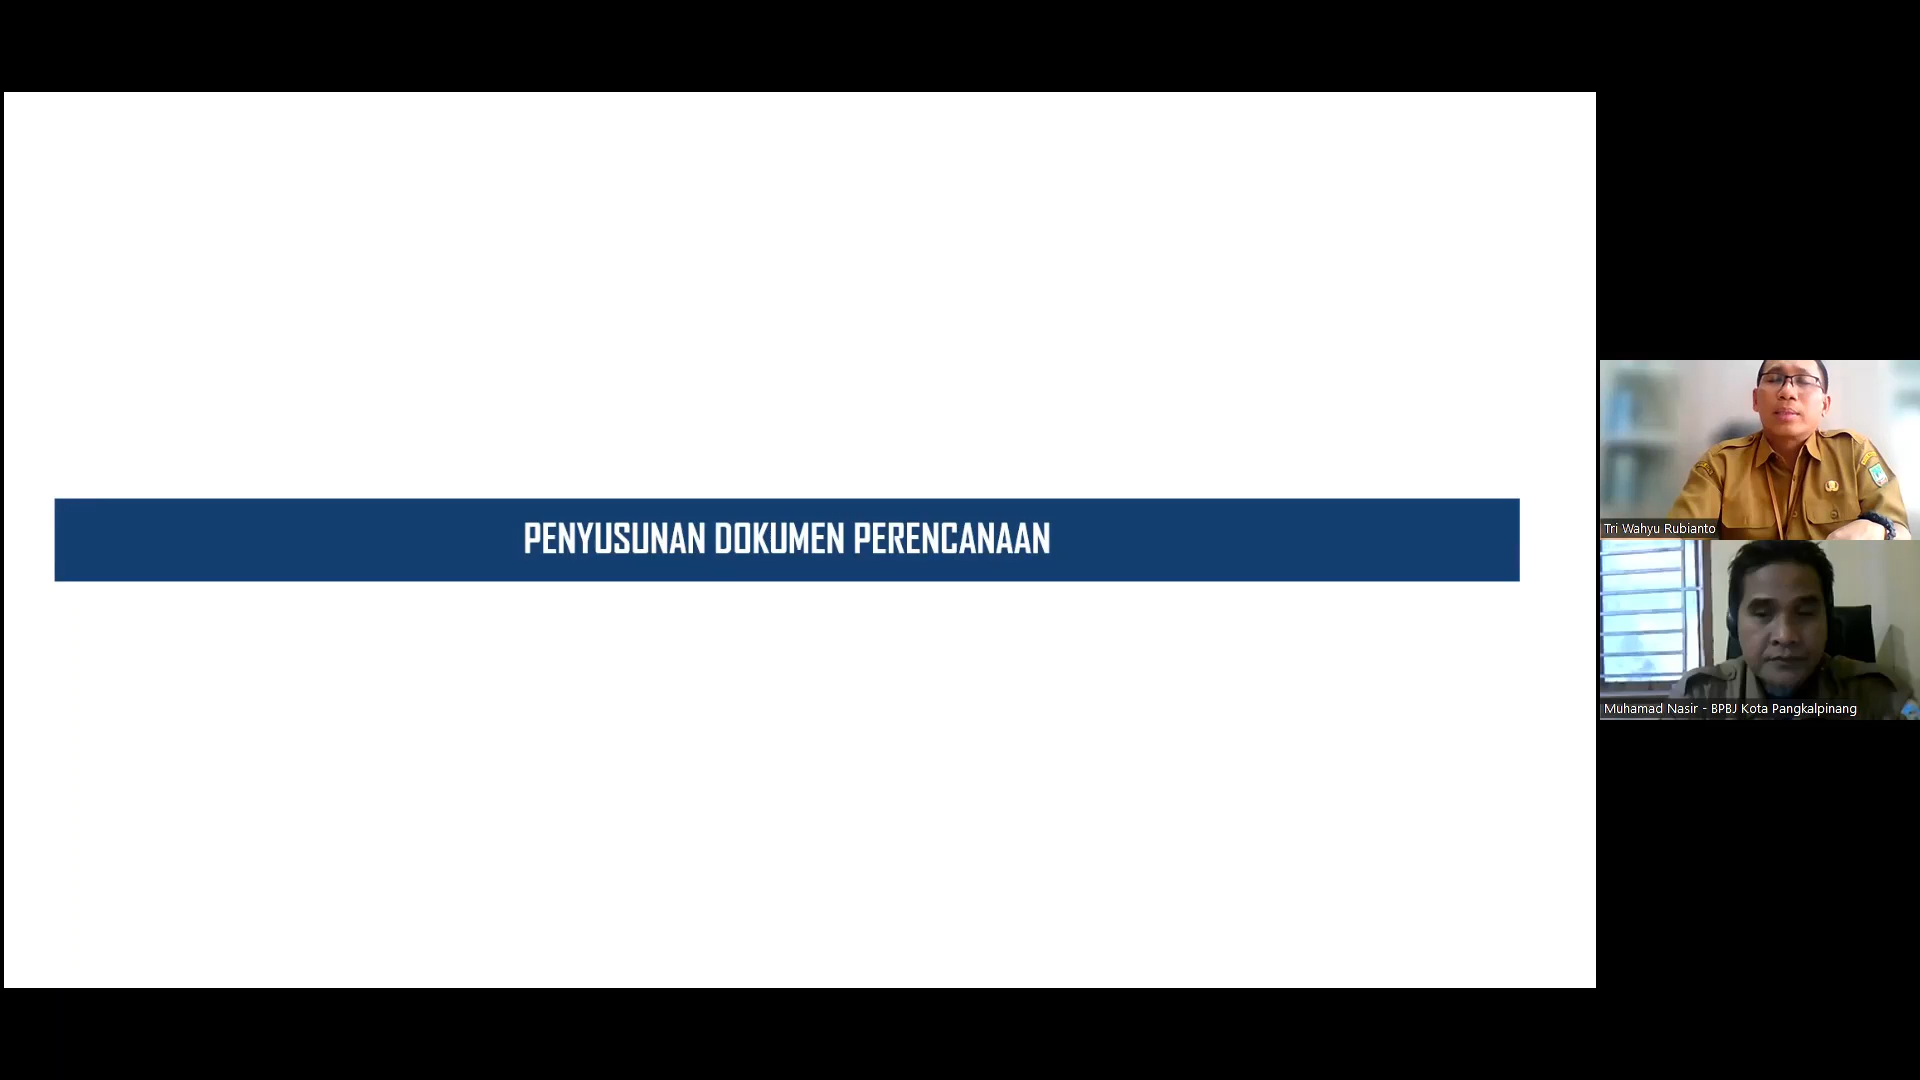 PENYUSUNAN DOKUMEN PERENCANAAN
Tri Wahyu Rubianto
Muhamad Nasir - BPBJ Kota Pangkalpinang